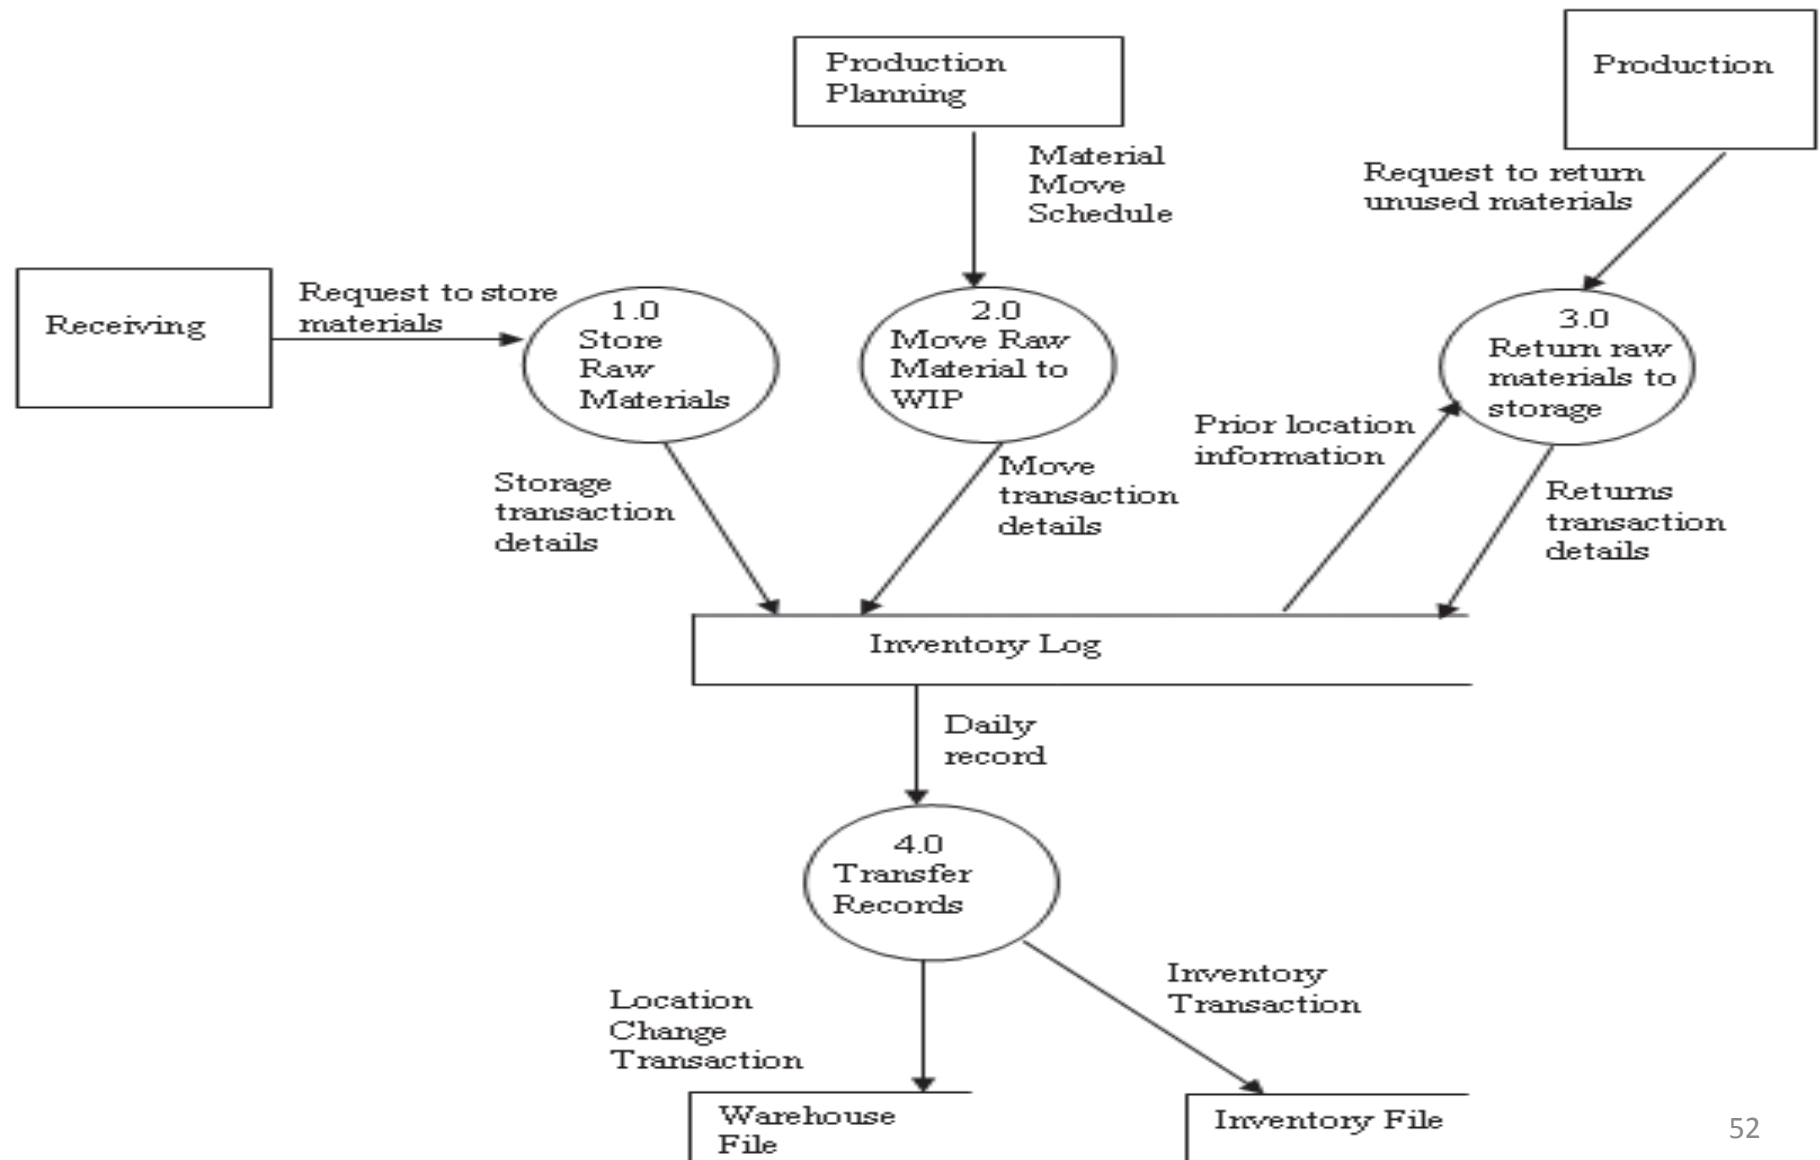 Production
Planning
Production
Material
Move
Schedule
Request to return
unused materials
Receiving
Request to store
materials
1.0
Store
Raw
Materials
2.0
Move Raw
Material to
WIP
3.0
Return raw
materials to
storage
Prior location
information
Storage
transaction
details
Move
transaction
details
Returns
transaction
details
Inventory Log
Daily
record
4.0
Transfer
Records
Location
Change
Transaction
Inventory
Transaction
Warehouse
File
Inventory File
52